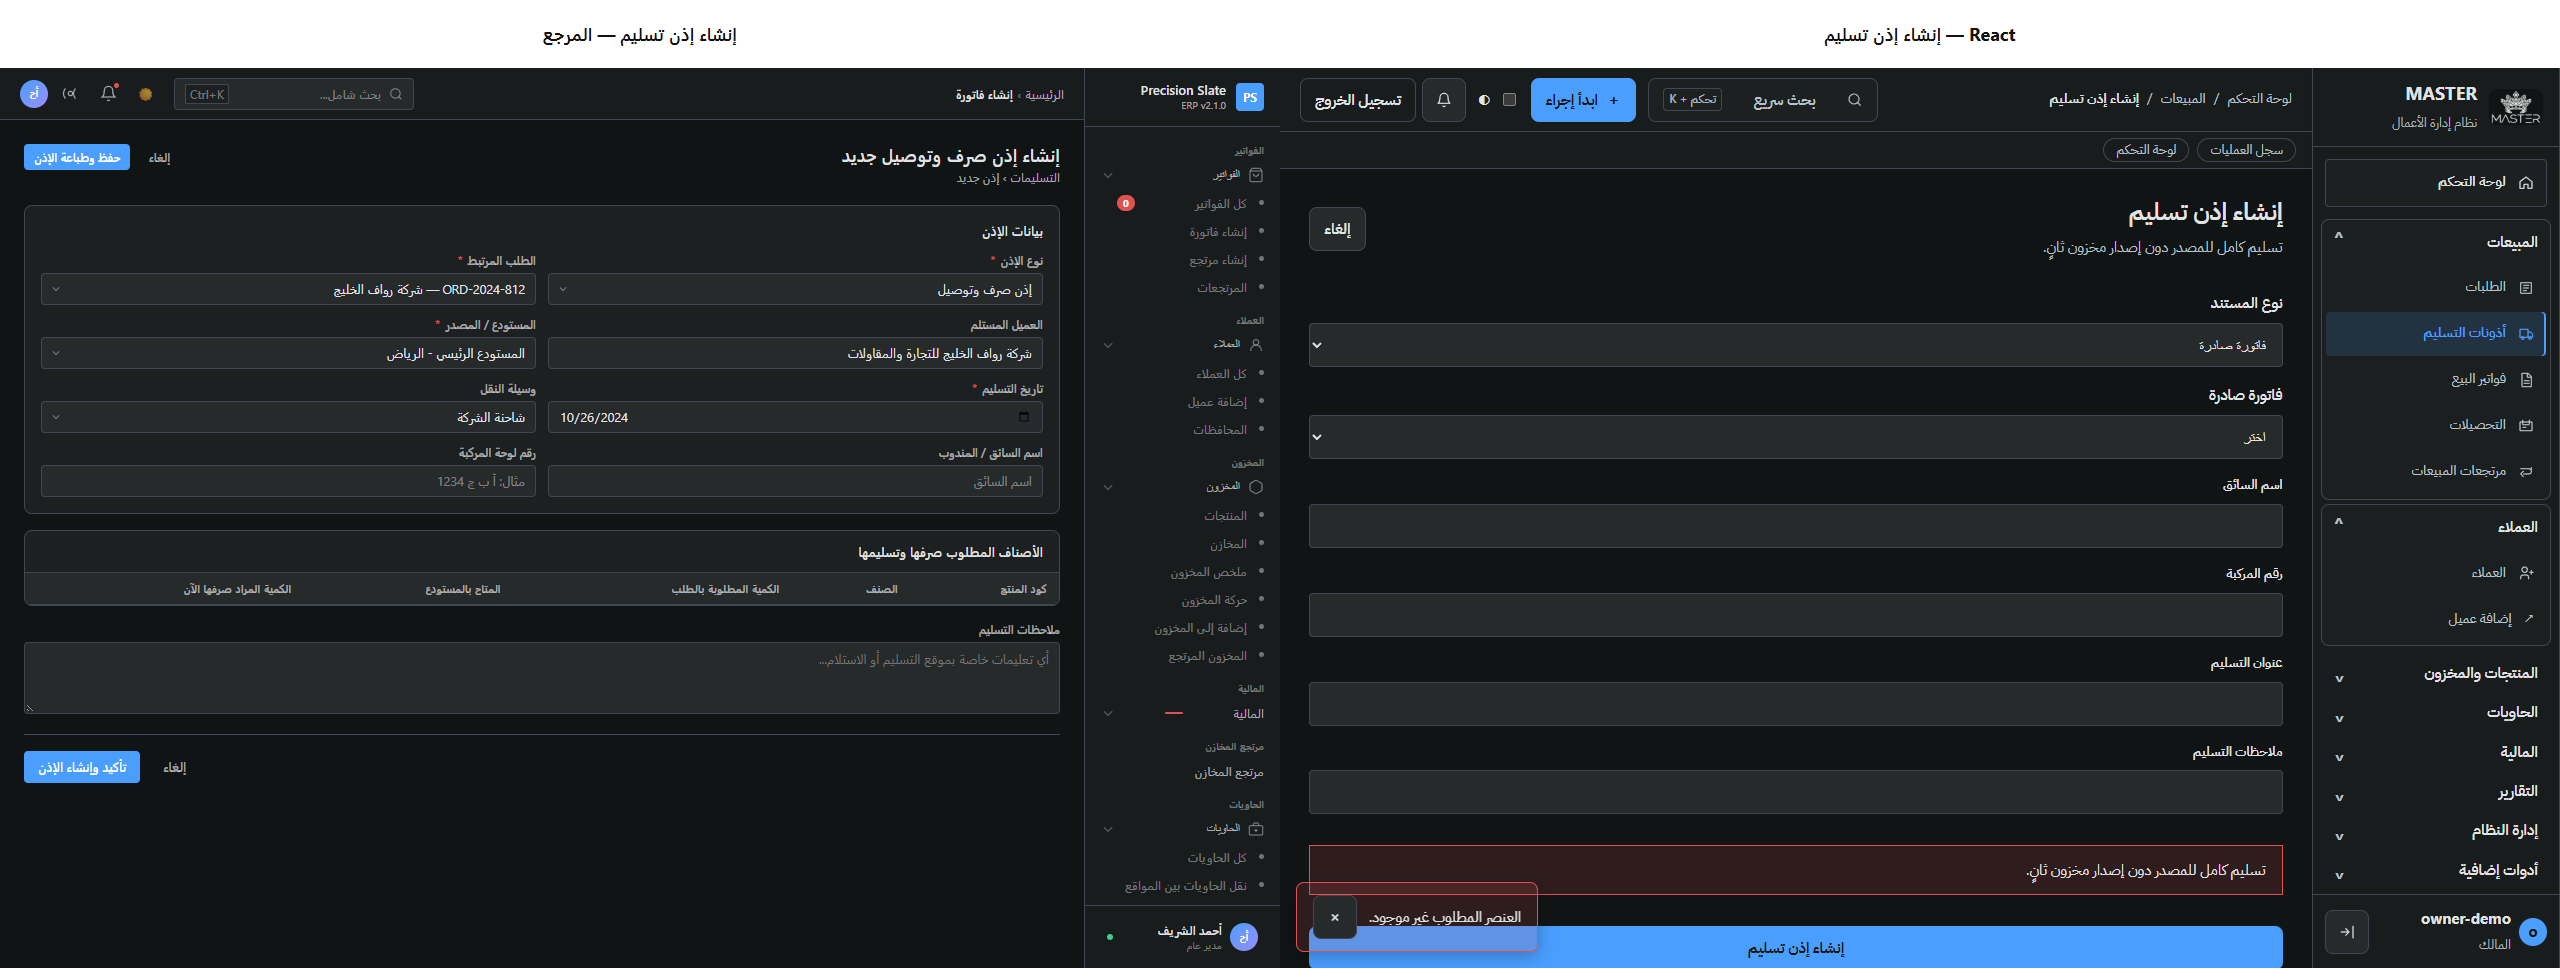 إنشاء إذن تسليم — React
MASTER
نظام إدارة الأعمال
MASTER
لوحة التحكم / المبيعات / إنشاء إذن تسليم
بحث سريع
تحكم + K
ابدأ إجراء +
تسجيل الخروج
سجل العمليات
لوحة التحكم
لوحة التحكم
المبيعات
الطلبات
أذونات التسليم
فواتير البيع
التحصيلات
مرتجعات المبيعات
العملاء
العملاء
إضافة عميل
المنتجات والمخزون
الحاويات
المالية
التقارير
إدارة النظام
أدوات إضافية
owner-demo
المالك
o
إنشاء إذن تسليم
إلغاء
تسليم كامل للمصدر دون إصدار مخزون ثانٍ.
نوع المستند
فاتورة صادرة
فاتورة صادرة
اختر
اسم السائق
رقم المركبة
عنوان التسليم
ملاحظات التسليم
تسليم كامل للمصدر دون إصدار مخزون ثانٍ.
العنصر المطلوب غير موجود.
×
إنشاء إذن تسليم
إنشاء إذن تسليم — المرجع
PS
Precision Slate
ERP v2.1.0
الرئيسية › إنشاء فاتورة
بحث شامل...
Ctrl+K
أح
الفواتير
الفواتير
كل الفواتير
0
إنشاء فاتورة
إنشاء مرتجع
المرتجعات
العملاء
العملاء
كل العملاء
إضافة عميل
المحافظات
المخزون
المخزون
المنتجات
المخازن
ملخص المخزون
حركة المخزون
إضافة إلى المخزون
المخزون المرتجع
المالية
المالية
مرتجع المخازن
مرتجع المخازن
الحاويات
الحاويات
كل الحاويات
نقل الحاويات بين المواقع
أح
أحمد الشريف
مدير عام
إنشاء إذن صرف وتوصيل جديد
التسليمات › إذن جديد
إلغاء
حفظ وطباعة الإذن
بيانات الإذن
نوع الإذن *
إذن صرف وتوصيل
الطلب المرتبط *
ORD-2024-812 — شركة رواف الخليج
العميل المستلم
شركة رواف الخليج للتجارة والمقاولات
المستودع / المصدر *
المستودع الرئيسي - الرياض
تاريخ التسليم *
10/26/2024
وسيلة النقل
شاحنة الشركة
اسم السائق / المندوب
اسم السائق
رقم لوحة المركبة
مثال: أ ب ج 1234
الأصناف المطلوب صرفها وتسليمها
كود المنتج
الصنف
الكمية المطلوبة بالطلب
المتاح بالمستودع
الكمية المراد صرفها الآن
ملاحظات التسليم
أي تعليمات خاصة بموقع التسليم أو الاستلام...
إلغاء
تأكيد وإنشاء الإذن